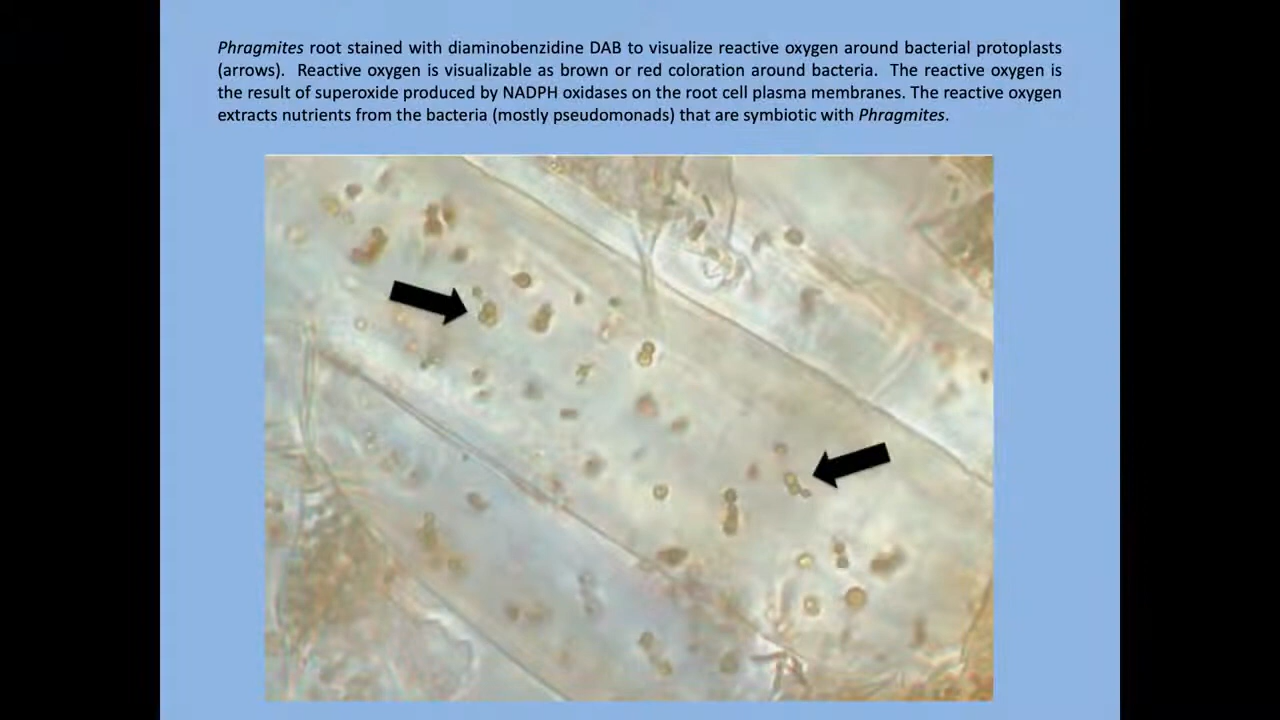 Phragmites root stained with diaminobenzidine DAB to visualize reactive oxygen around bacterial protoplasts
(arrows).  Reactive oxygen is visualizable as brown or red coloration around bacteria.  The reactive oxygen is
the result of superoxide produced by NADPH oxidases on the root cell plasma membranes. The reactive oxygen
extracts nutrients from the bacteria (mostly pseudomonads) that are symbiotic with Phragmites.